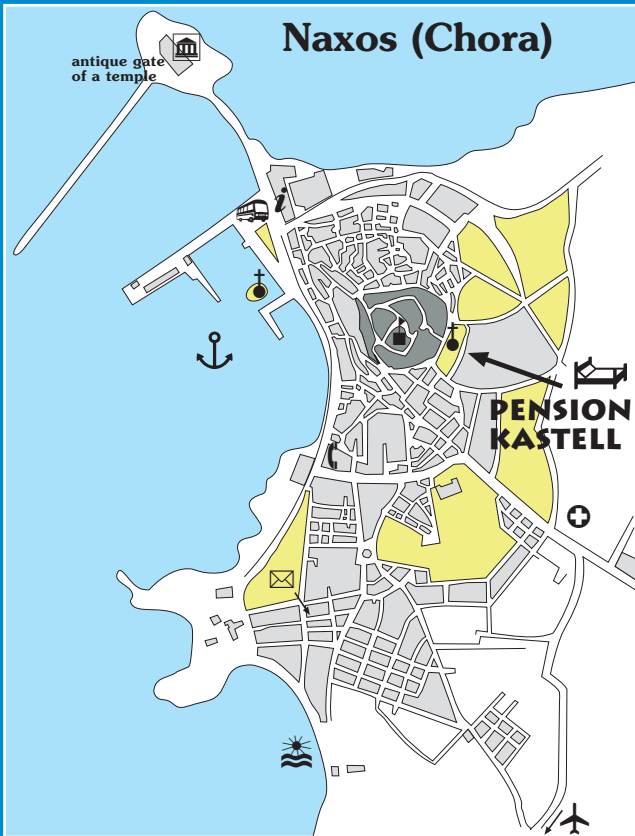 Naxos (Chora)
antique gate
of a temple
i
PENSION
KASTELL